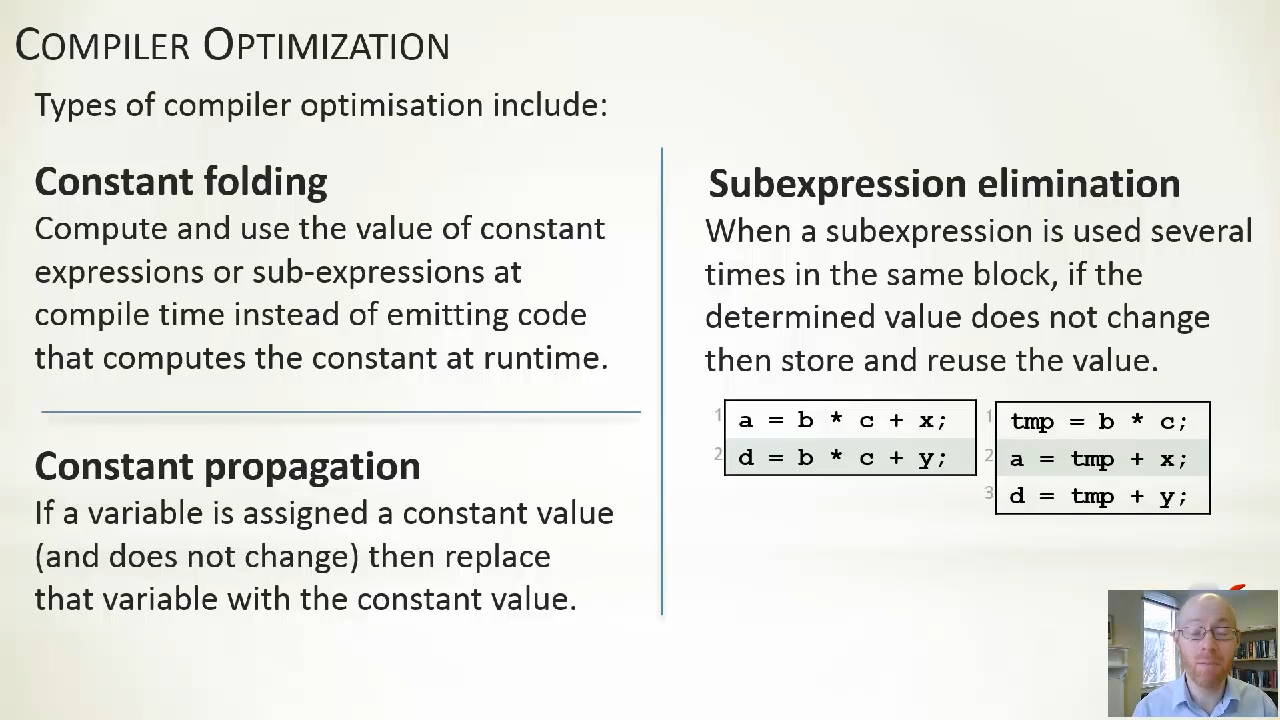 COMPILER OPTIMIZATION
Types of compiler optimisation include:
Constant folding
Compute and use the value of constant
expressions or sub-expressions at
compile time instead of emitting code
that computes the constant at runtime.
Constant propagation
If a variable is assigned a constant value
(and does not change) then replace
that variable with the constant value.
Subexpression elimination
When a subexpression is used several
times in the same block, if the
determined value does not change
then store and reuse the value.
1 a = b * c + x;
2 d = b * c + y;
1 tmp = b * c;
2 a = tmp + x;
3 d = tmp + y;